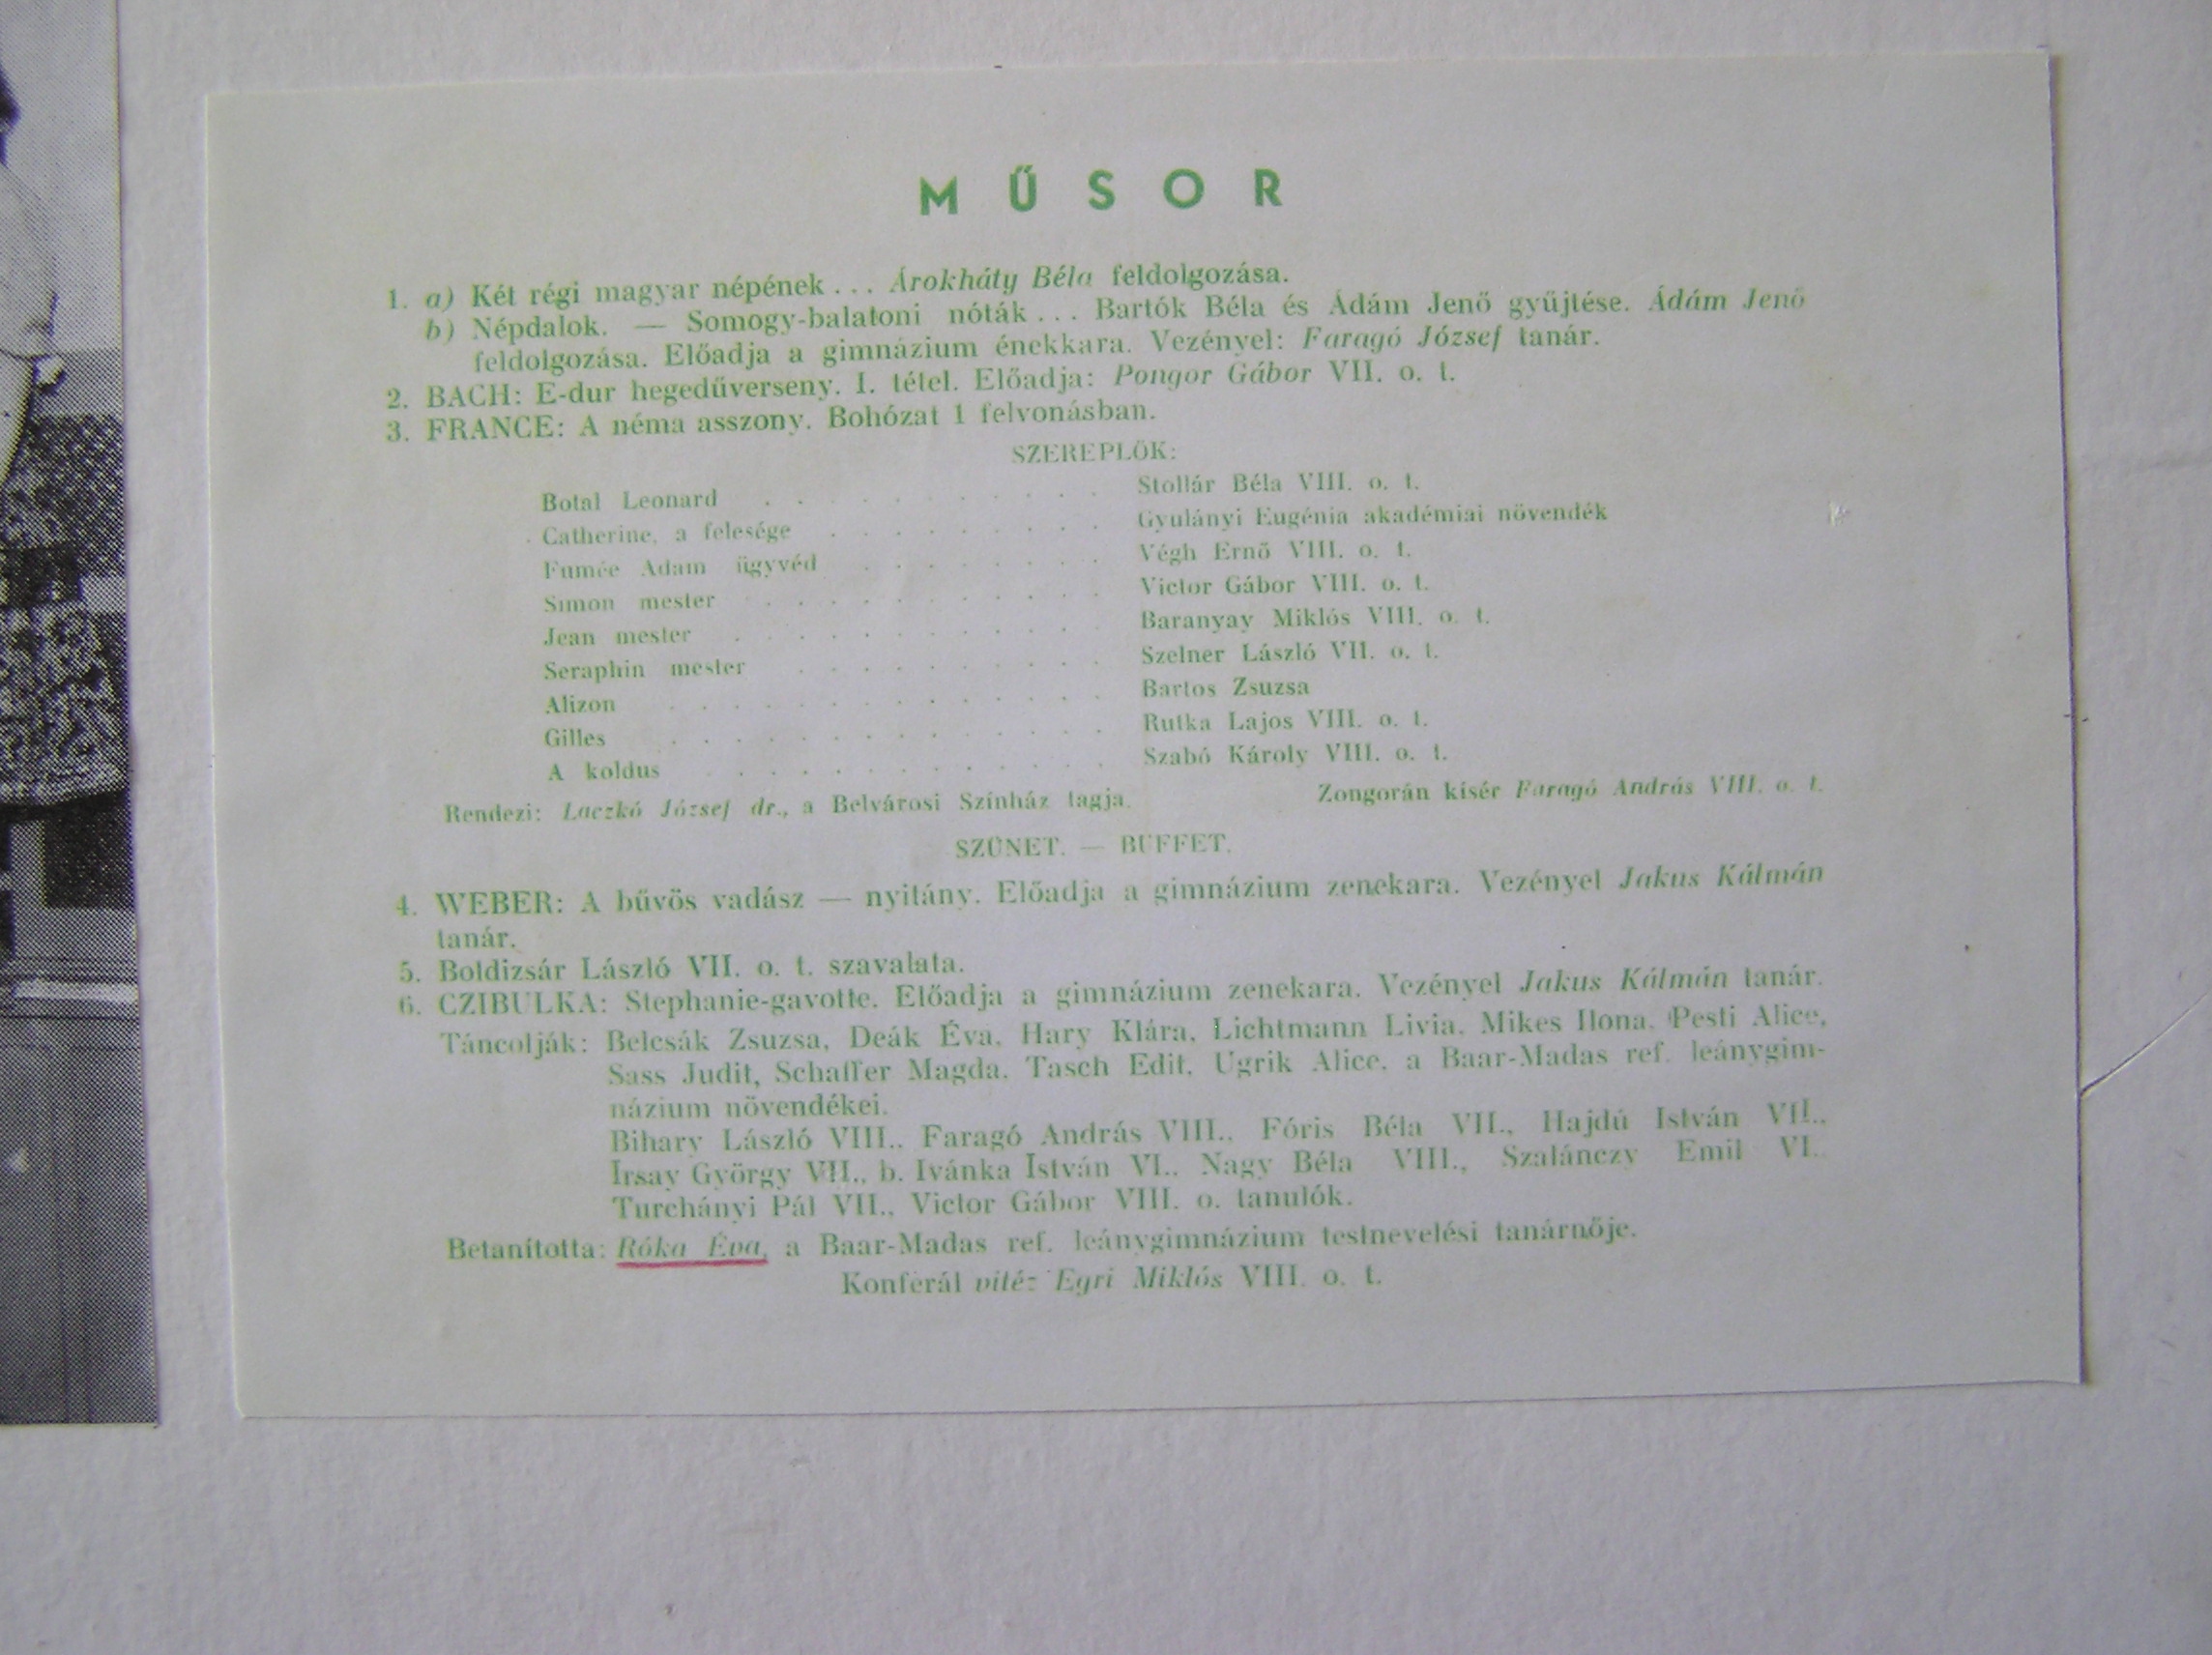 MŰSOR
1. a) Két régi magyar népének . . . Árokháty Béla feldolgozása.
b) Népdalok. — Somogy-balatoni nóták . . . Bartók Béla és Ádám Jenő gyűjtése. Ádám Jenő
feldolgozása. Előadja a gimnázium énekkara. Vezényel: Faragó József tanár.
2. BACH: E-dur hegedűverseny. I. tétel. Előadja: Pongor Gábor VII. o. t.
3. FRANCE: A néma asszony. Bohózat 1 felvonásban.
SZEREPLŐK:
Botal Leonard . . . . . . . . . . . Stollár Béla VIII. o. t.
Catherine, a felesége . . . . . . . . . Gyulányi Eugénia akadémiai növendék
Fumée Adam ügyvéd . . . . . . . . Végh Ernő VIII. o. t.
Simon mester . . . . . . . . . . . Victor Gábor VIII. o. t.
Jean mester . . . . . . . . . . . . Baranyay Miklós VIII. o. t.
Seraphin mester . . . . . . . . . . Szelner László VII. o. t.
Alizon . . . . . . . . . . . . . . Bartos Zsuzsa
Gilles . . . . . . . . . . . . . . Rutka Lajos VIII. o. t.
A koldus . . . . . . . . . . . . Szabó Károly VIII. o. t.
Rendezi: Laczkó József dr., a Belvárosi Színház tagja. Zongorán kísér Faragó András VIII. o. t.
SZÜNET. — BUFFET.
4. WEBER: A bűvös vadász — nyitány. Előadja a gimnázium zenekara. Vezényel Jakus Kálmán
tanár.
5. Boldizsár László VII. o. t. szavalata.
6. CZIBULKA: Stephanie-gavotte. Előadja a gimnázium zenekara. Vezényel Jakus Kálmán tanár.
Táncolják: Belcsák Zsuzsa, Deák Éva, Hary Klára, Lichtmann Livia, Mikes Ilona, Pesti Alice,
Sass Judit, Schaffer Magda, Tasch Edit, Ugrik Alice, a Baar-Madas ref. leánygim-
názium növendékei.
Bihary László VIII., Faragó András VIII., Fóris Béla VII., Hajdú István VII.,
Írsay György VII., b. Ivánka István VI., Nagy Béla VIII., Szalánczy Emil VI.
Turchányi Pál VII., Victor Gábor VIII. o. tanulók.
Betanította: Róka Éva, a Baar-Madas ref. leánygimnázium testnevelési tanárnője.
Konferál vitéz Egri Miklós VIII. o. t.